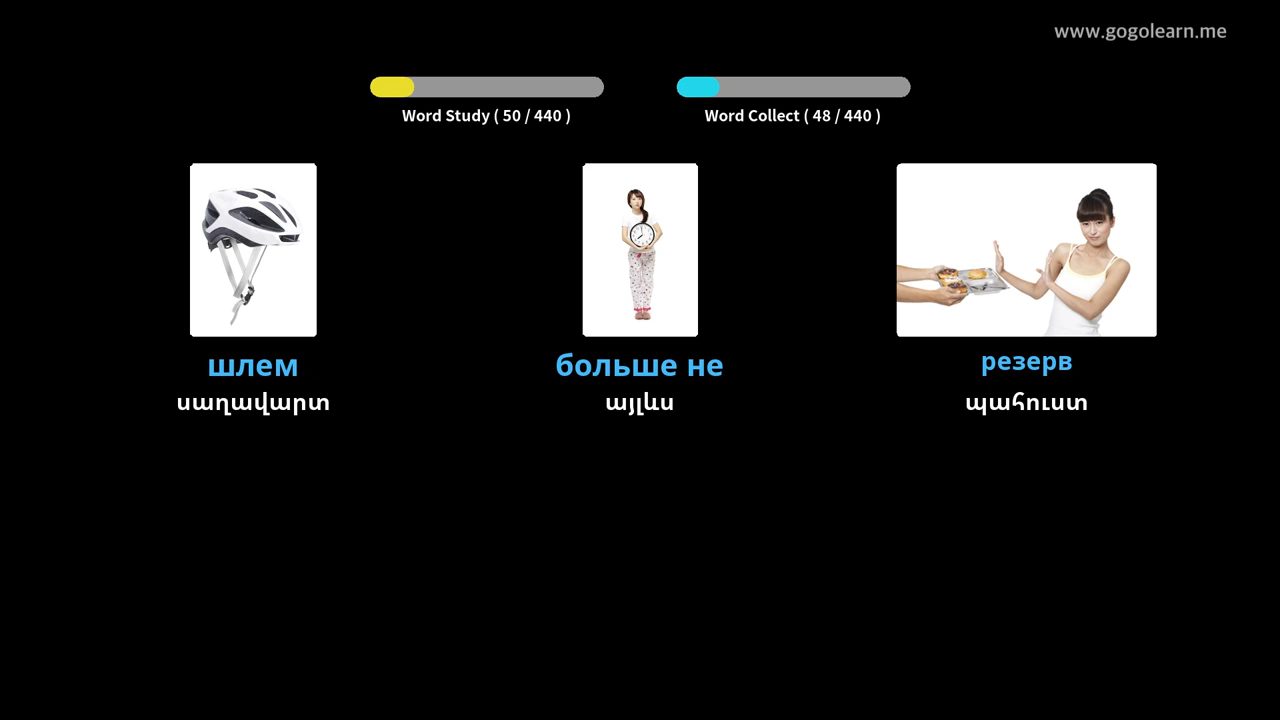 www.gogolearn.me
Word Study ( 50 / 440 )
Word Collect ( 48 / 440 )
шлем
больше не
резерв
սաղավարտ
այլևս
պահուստ